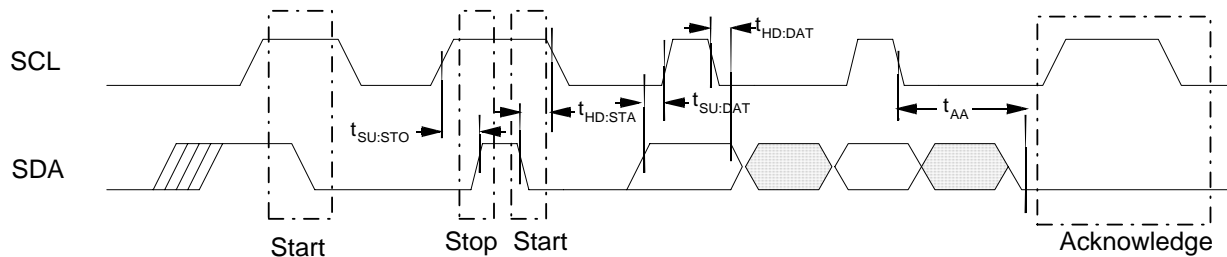 t_HD:DAT
SCL
t_HD:STA
t_SU:DAT
t_AA
t_SU:STO
SDA
Start
Stop
Start
Acknowledge